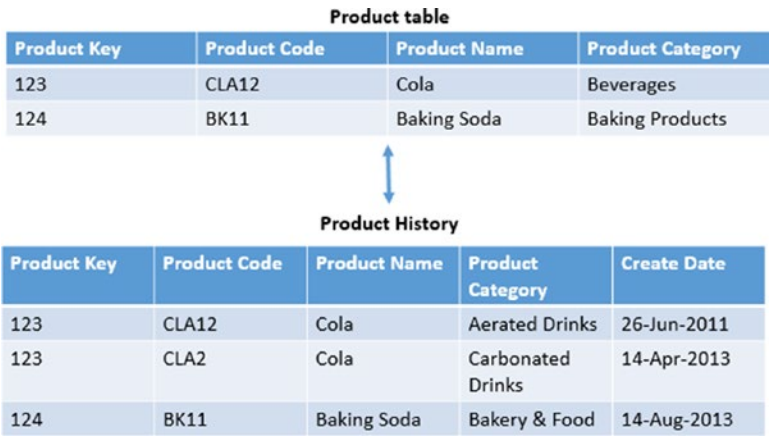 Product table
Product Key Product Code Product Name Product Category
123 CLA12 Cola Beverages
124 BK11 Baking Soda Baking Products
Product History
Product Key Product Code Product Name Product Category Create Date
123 CLA12 Cola Aerated Drinks 26-Jun-2011
123 CLA2 Cola Carbonated Drinks 14-Apr-2013
124 BK11 Baking Soda Bakery & Food 14-Aug-2013